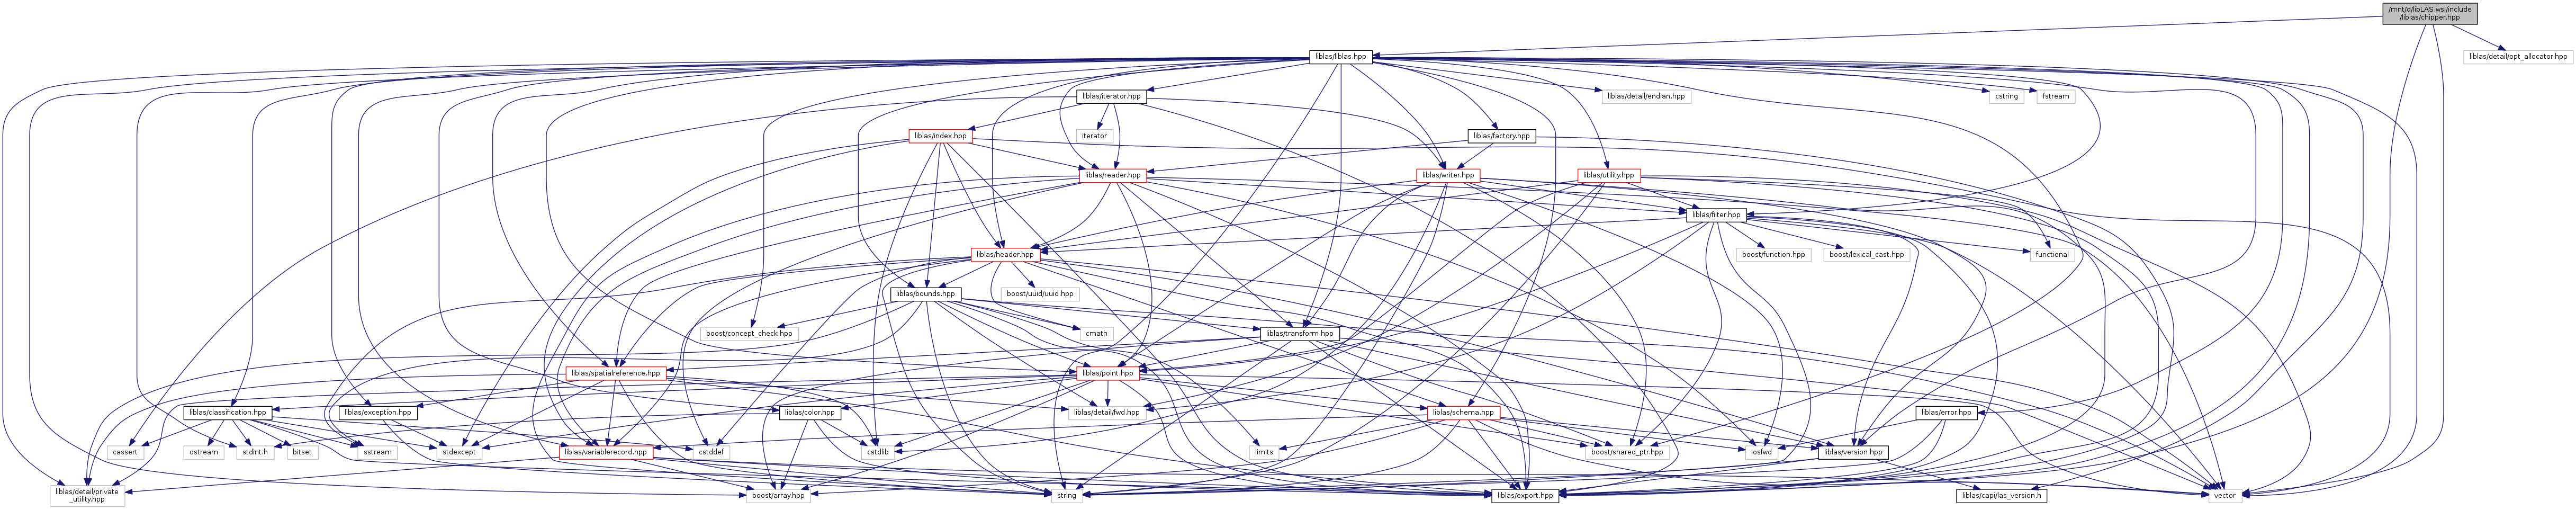 /mnt/d/libLAS.wsl/include
/liblas/chipper.hpp
liblas/liblas.hpp
liblas/detail/opt_allocator.hpp
liblas/iterator.hpp
liblas/detail/endian.hpp
cstring
fstream
liblas/index.hpp
iterator
liblas/factory.hpp
liblas/reader.hpp
liblas/writer.hpp
liblas/utility.hpp
liblas/filter.hpp
liblas/header.hpp
boost/function.hpp
boost/lexical_cast.hpp
functional
liblas/bounds.hpp
boost/uuid/uuid.hpp
boost/concept_check.hpp
cmath
liblas/transform.hpp
liblas/spatialreference.hpp
liblas/point.hpp
liblas/classification.hpp
liblas/exception.hpp
liblas/color.hpp
liblas/detail/fwd.hpp
liblas/schema.hpp
liblas/error.hpp
cassert
ostream
stdint.h
bitset
sstream
stdexcept
liblas/variablerecord.hpp
cstddef
cstdlib
limits
boost/shared_ptr.hpp
iosfwd
liblas/version.hpp
liblas/detail/private
_utility.hpp
boost/array.hpp
string
liblas/export.hpp
liblas/capi/las_version.h
vector